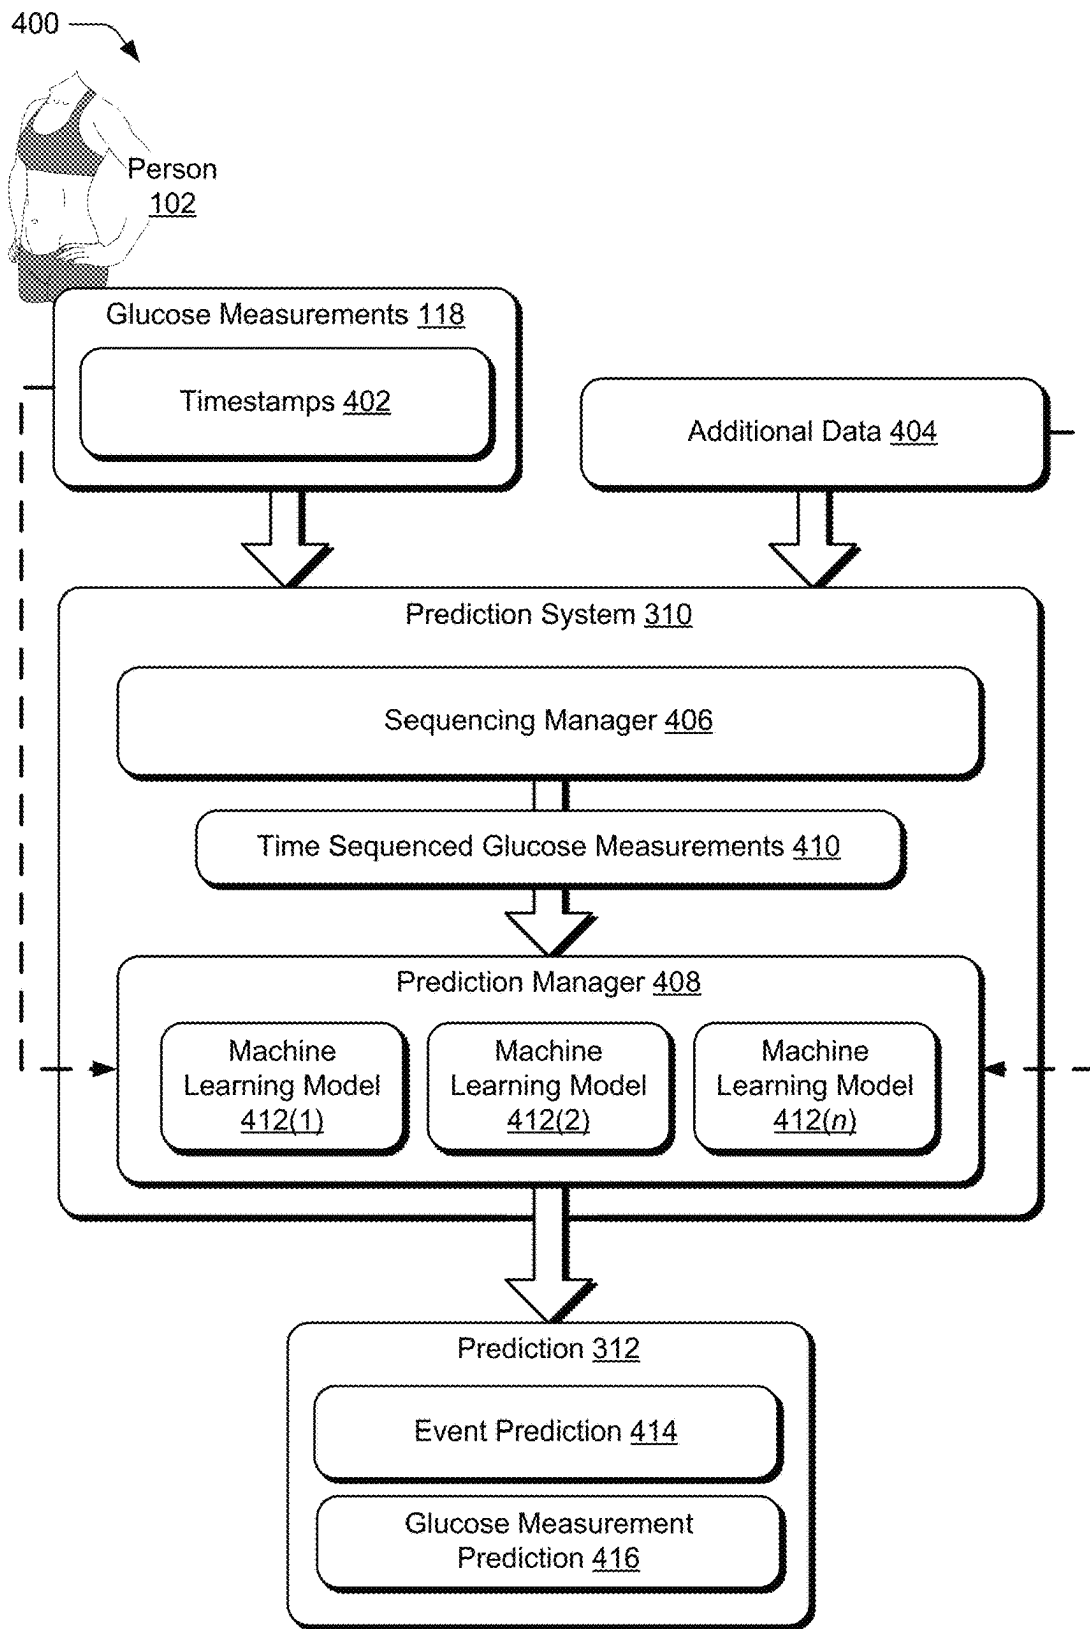 400
Person
102
Glucose Measurements 118
Timestamps 402
Additional Data 404
Prediction System 310
Sequencing Manager 406
Time Sequenced Glucose Measurements 410
Prediction Manager 408
Machine
Learning Model
412(1)
Machine
Learning Model
412(2)
Machine
Learning Model
412(n)
Prediction 312
Event Prediction 414
Glucose Measurement
Prediction 416